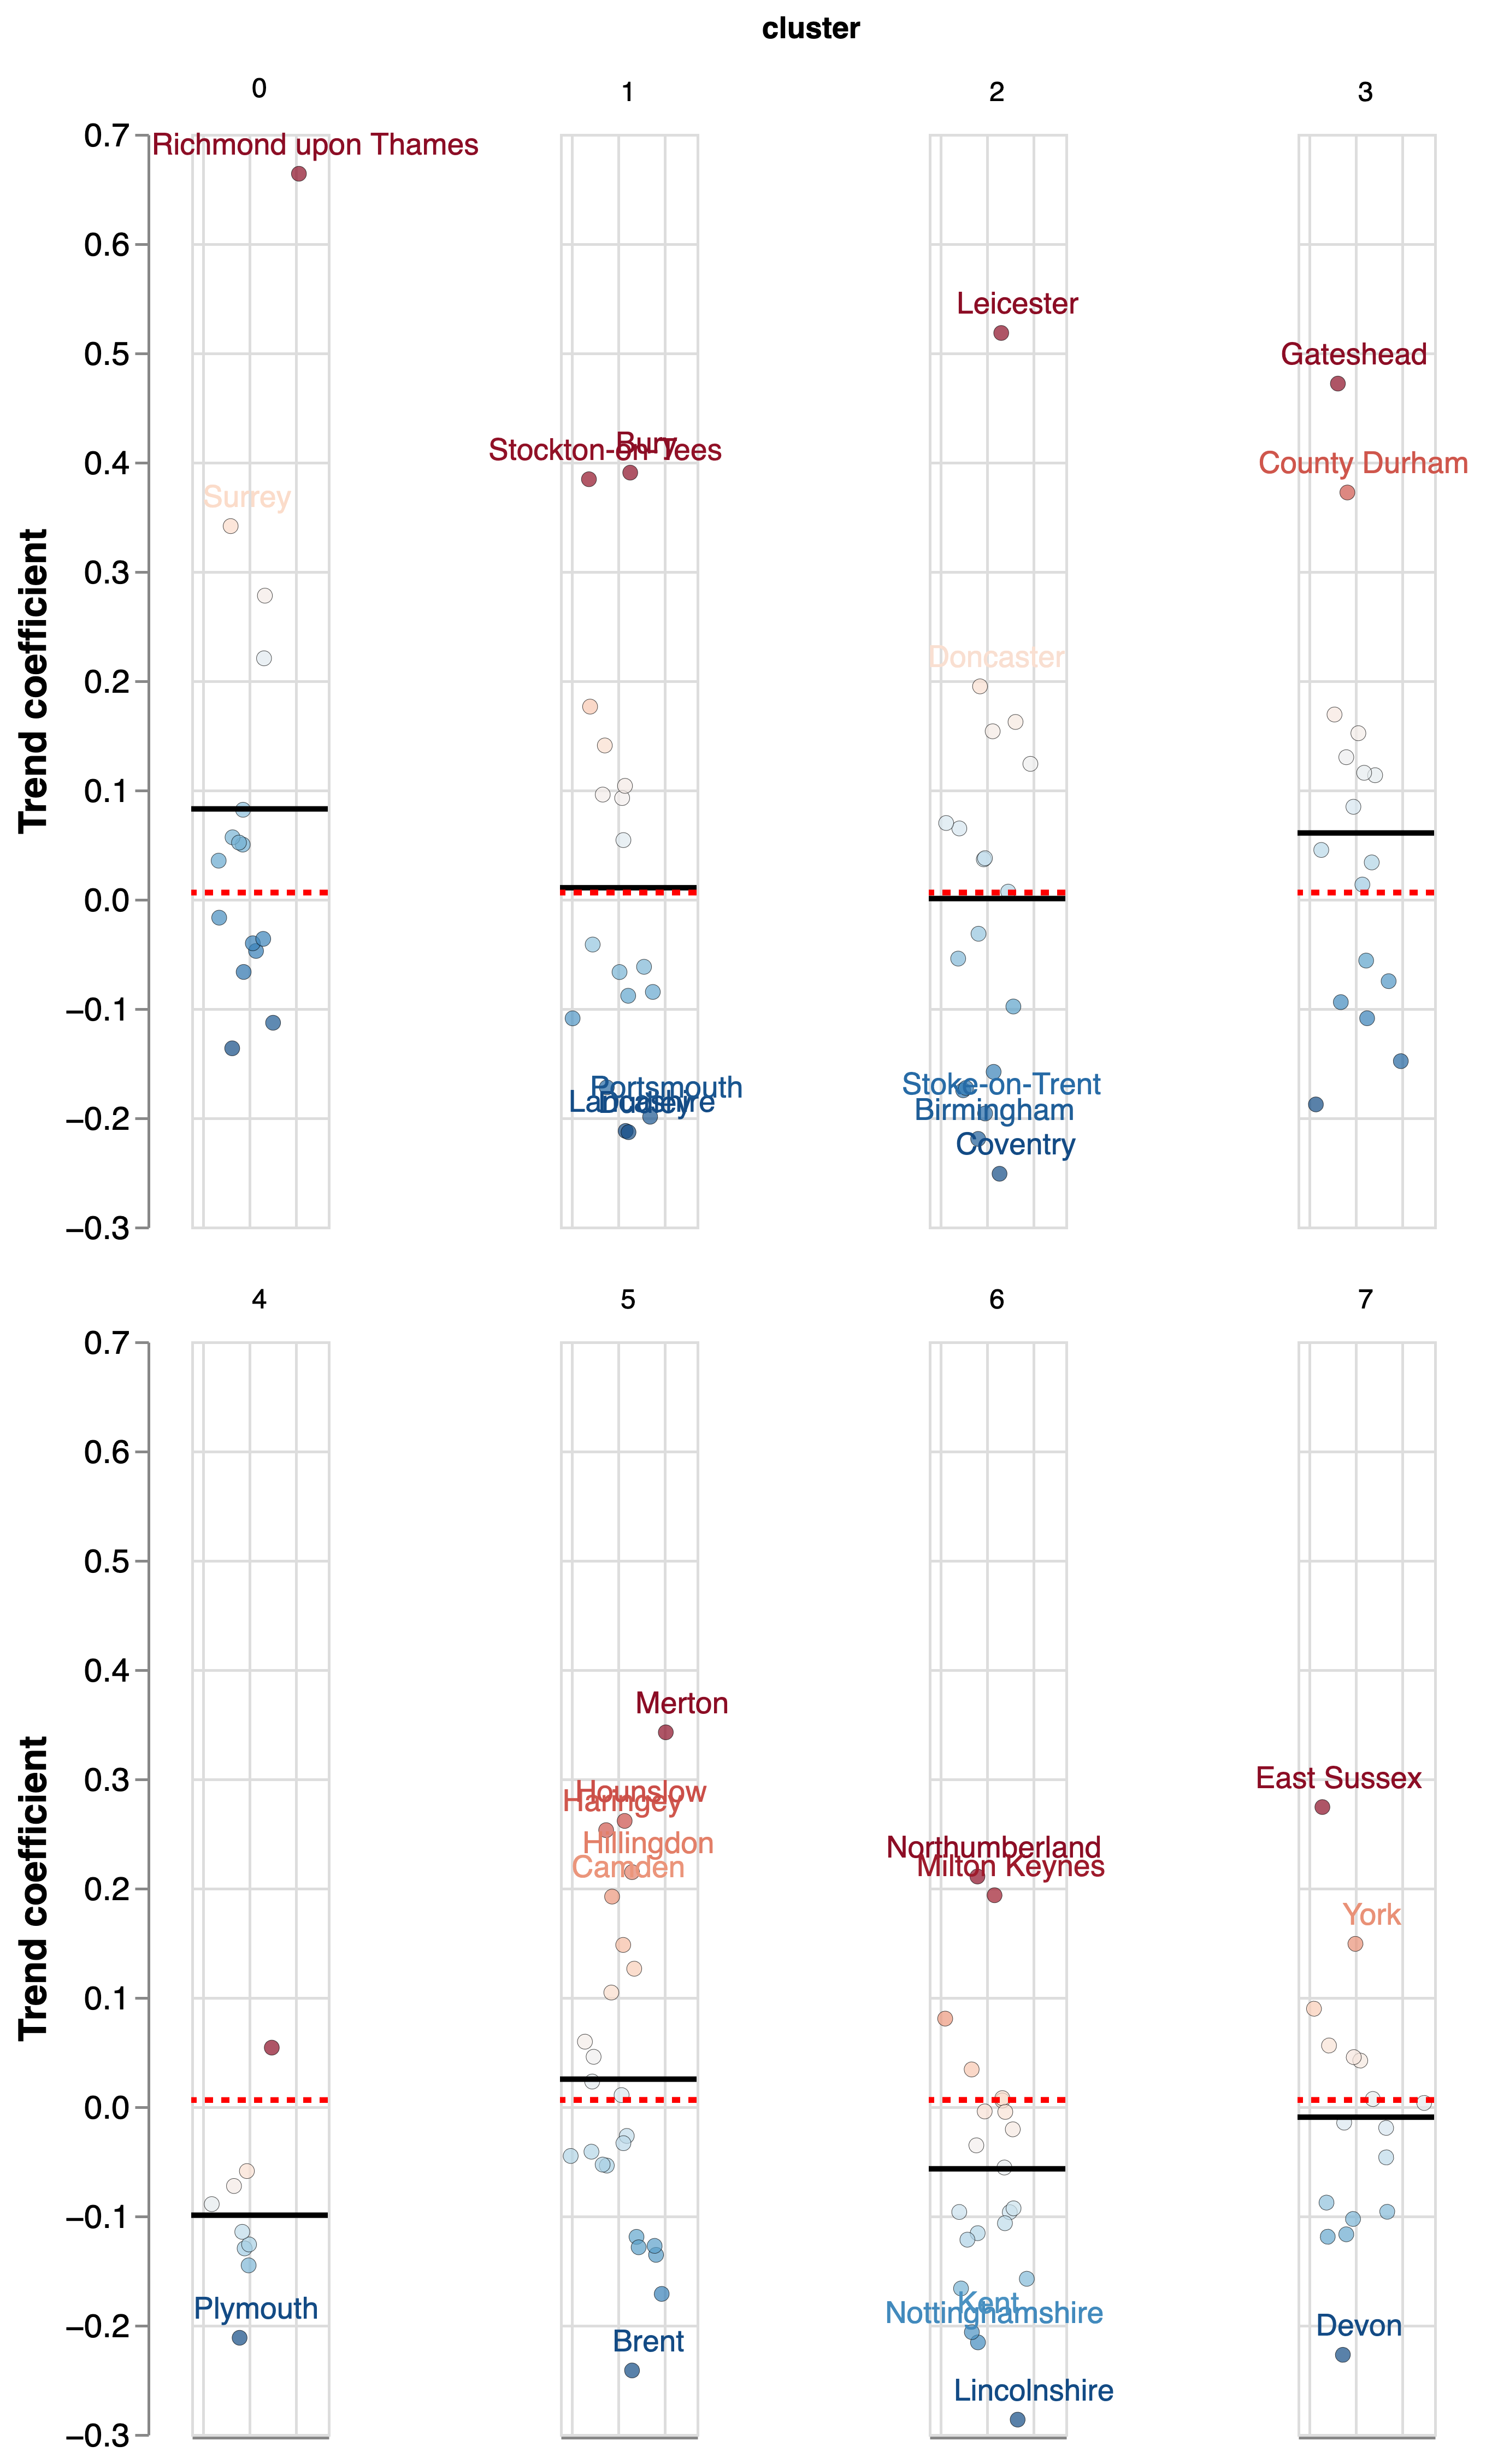 cluster
0 1 2 3
Trend coefficient
0.7
0.6
0.5
0.4
0.3
0.2
0.1
0.0
−0.1
−0.2
−0.3
Richmond upon Thames
Surrey
Bury
Stockton-on-Tees
Portsmouth
Lancashire
Dudley
Leicester
Doncaster
Stoke-on-Trent
Birmingham
Coventry
Gateshead
County Durham
4 5 6 7
Trend coefficient
0.7
0.6
0.5
0.4
0.3
0.2
0.1
0.0
−0.1
−0.2
−0.3
Plymouth
Merton
Hounslow
Haringey
Hillingdon
Camden
Brent
Northumberland
Milton Keynes
Kent
Nottinghamshire
Lincolnshire
East Sussex
York
Devon